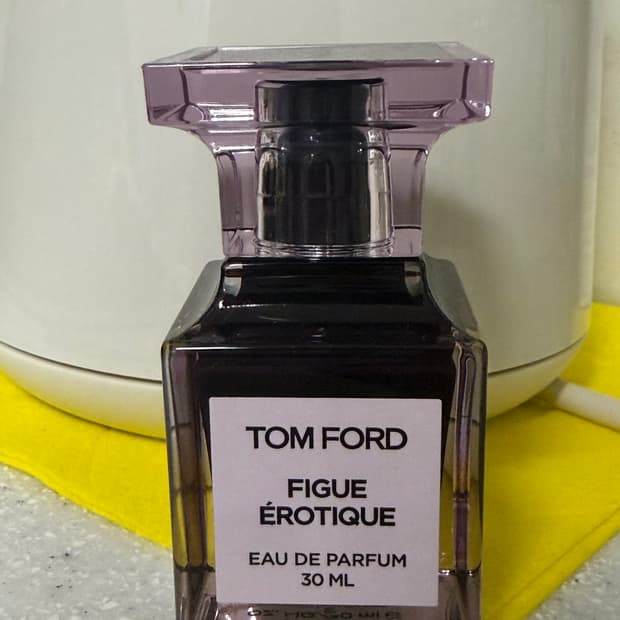 TOM FORD
FIGUE
ÉROTIQUE
EAU DE PARFUM
30 ML